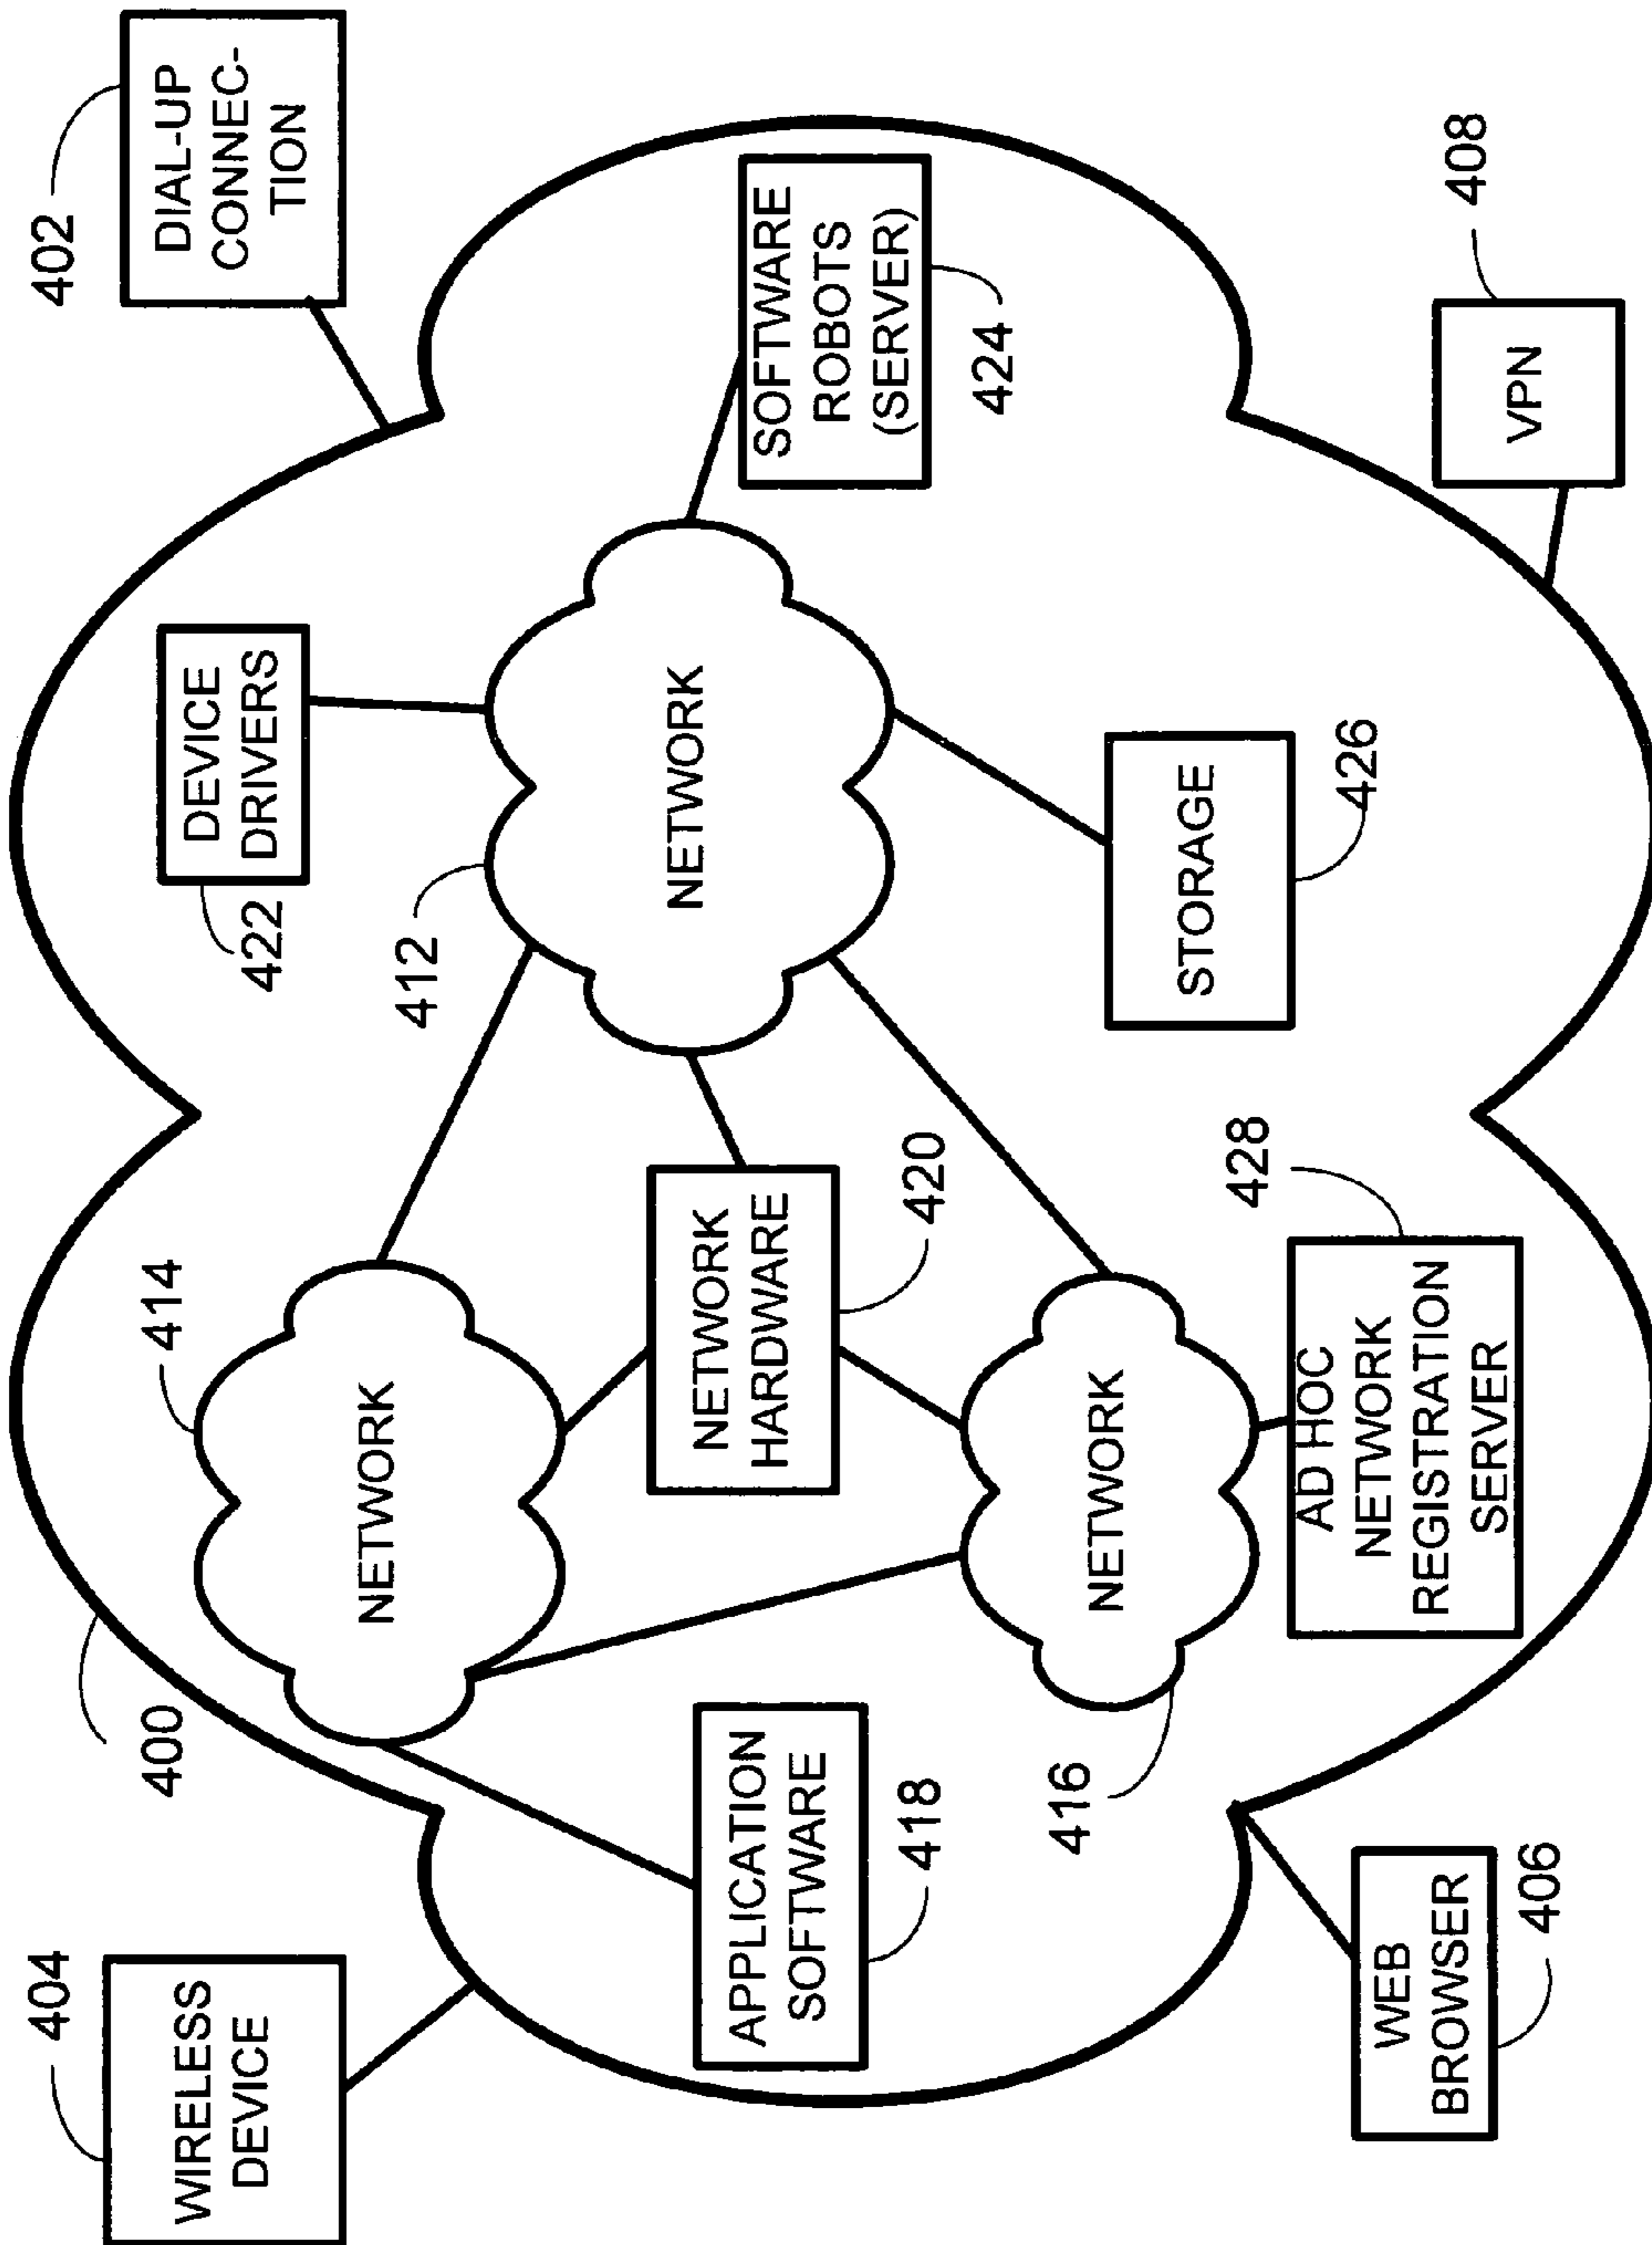 404
WIRELESS
DEVICE
400
414
NETWORK
422
DEVICE
DRIVERS
402
DIAL-UP
CONNEC-
TION
412
NETWORK
APPLICATION
SOFTWARE
418
NETWORK
HARDWARE
420
SOFTWARE
ROBOTS
(SERVER)
424
416
NETWORK
428
AD HOC
NETWORK
REGISTRATION
SERVER
STORAGE
426
WEB
BROWSER
406
408
VPN